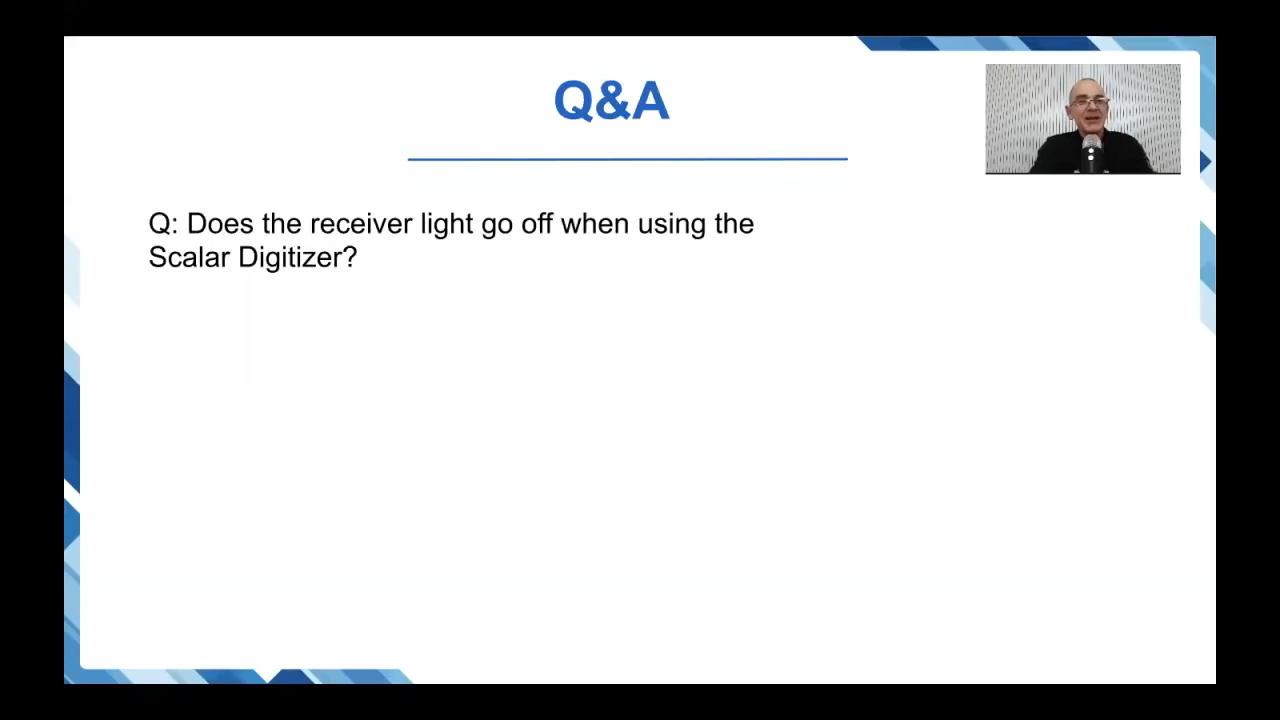 Q&A
Q: Does the receiver light go off when using the
Scalar Digitizer?